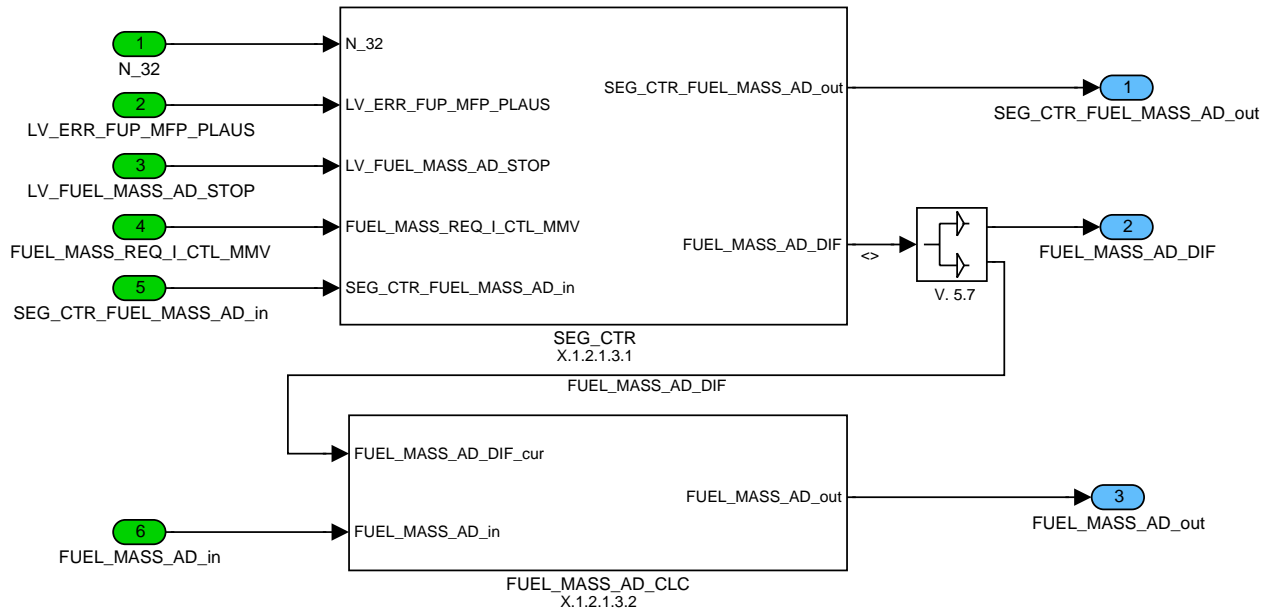 1
N_32
2
LV_ERR_FUP_MFP_PLAUS
3
LV_FUEL_MASS_AD_STOP
4
FUEL_MASS_REQ_I_CTL_MMV
5
SEG_CTR_FUEL_MASS_AD_in
N_32
LV_ERR_FUP_MFP_PLAUS
LV_FUEL_MASS_AD_STOP
FUEL_MASS_REQ_I_CTL_MMV
SEG_CTR_FUEL_MASS_AD_in
SEG_CTR_FUEL_MASS_AD_out
FUEL_MASS_AD_DIF
SEG_CTR
X.1.2.1.3.1
<>
V. 5.7
1
SEG_CTR_FUEL_MASS_AD_out
2
FUEL_MASS_AD_DIF
FUEL_MASS_AD_DIF
6
FUEL_MASS_AD_in
FUEL_MASS_AD_DIF_cur
FUEL_MASS_AD_in
FUEL_MASS_AD_out
FUEL_MASS_AD_CLC
X.1.2.1.3.2
3
FUEL_MASS_AD_out